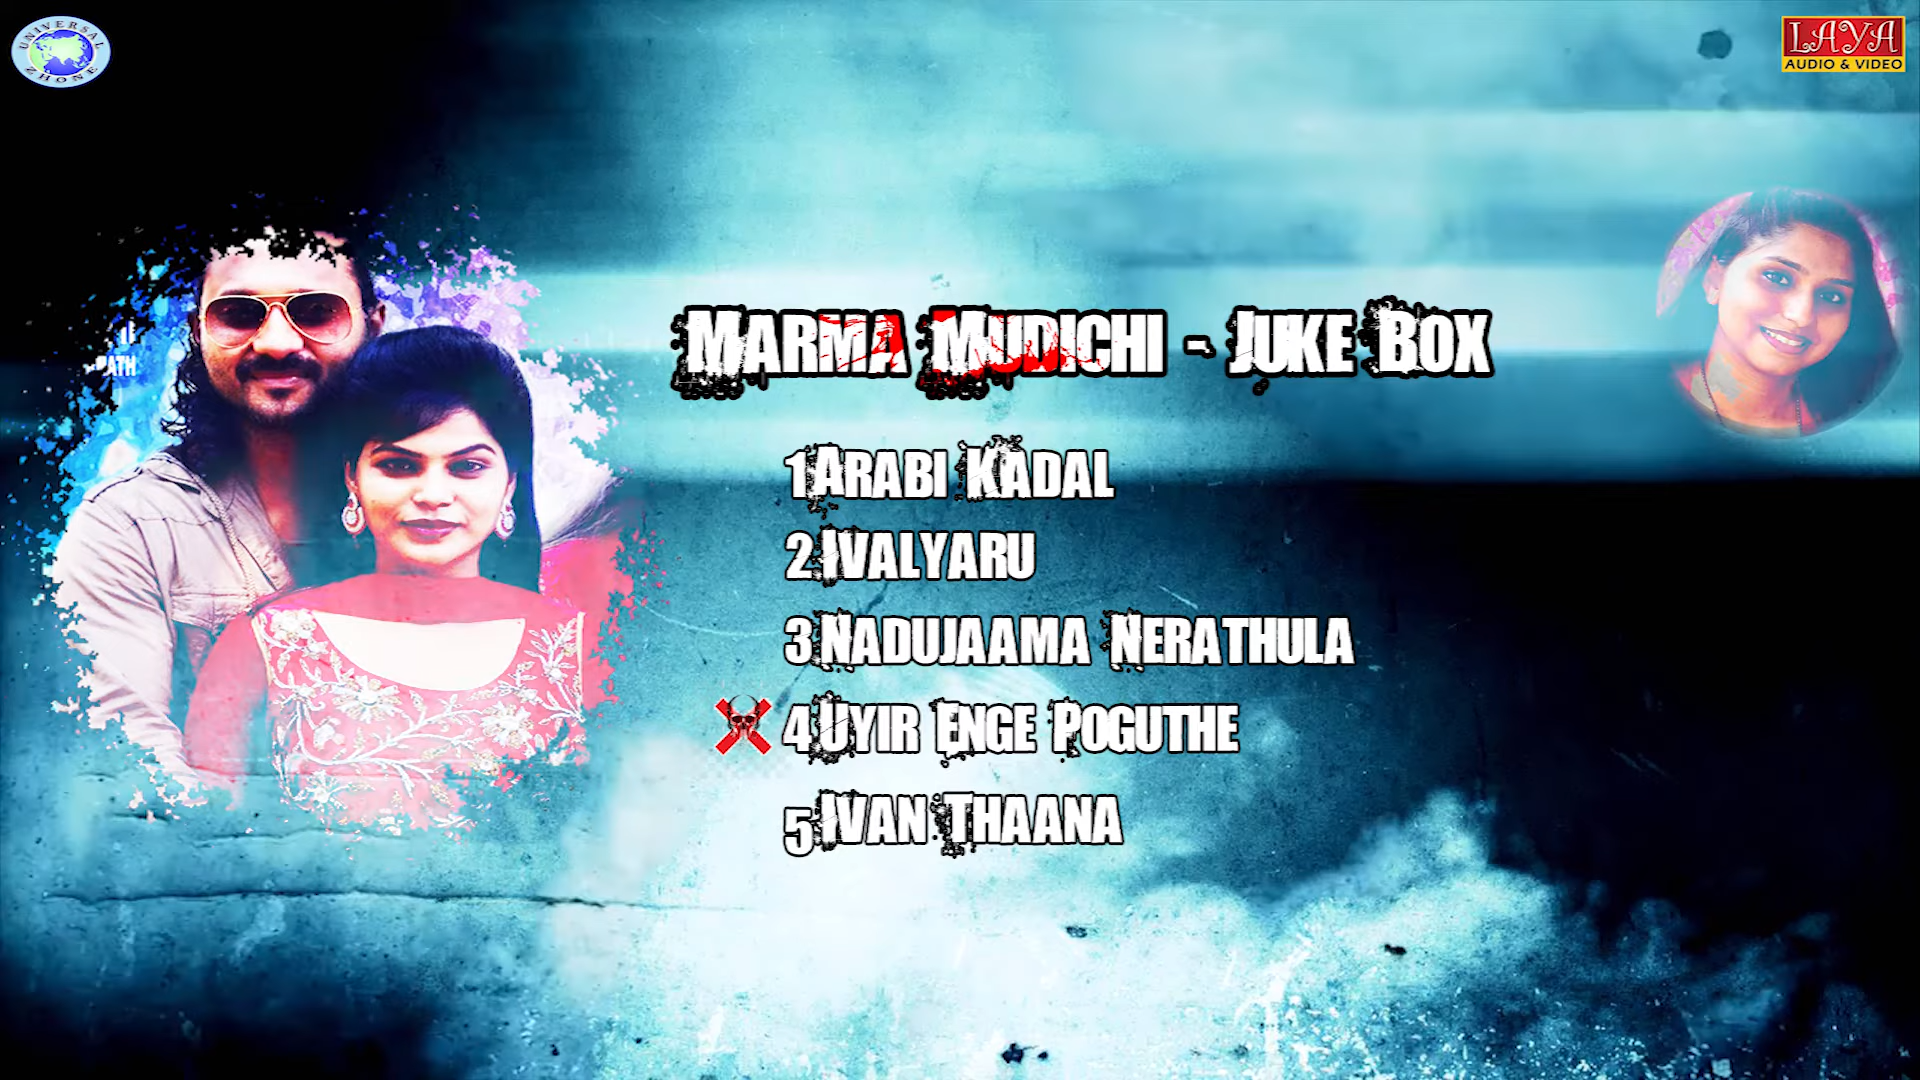 UNIVERSAL
ZHONE
LAYA
AUDIO & VIDEO
PATH
Marma Mudichi - Juke Box
1 Arabi Kadal
2 Ivalyaru
3 Nadujaama Nerathula
4 Uyir Enge Poguthe
5 Ivan Thaana